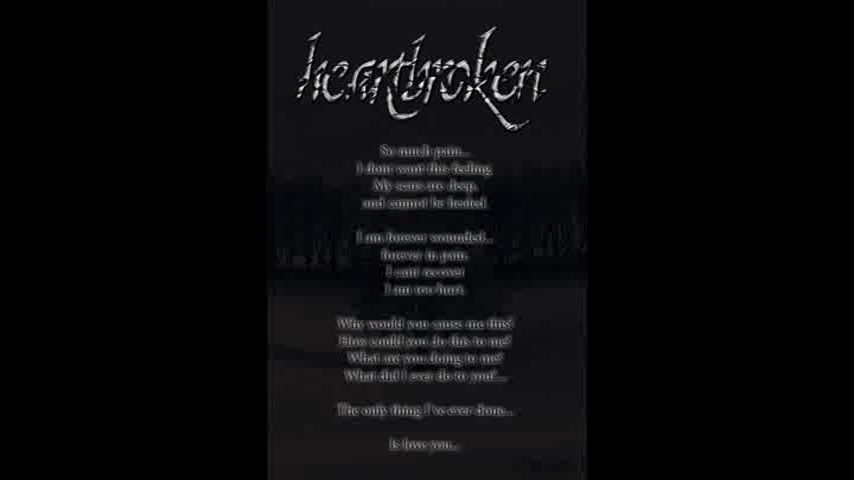 heartbroken
So much pain...
I dont want this feeling
My scars are deep,
and cannot be healed
I am forever wounded...
forever in pain.
I cant recover
I am too hurt.
Why would you cause me this?
How could you do this to me?
What are you doing to me?
What did I ever do to you?...
The only thing I've ever done...
Is love you...